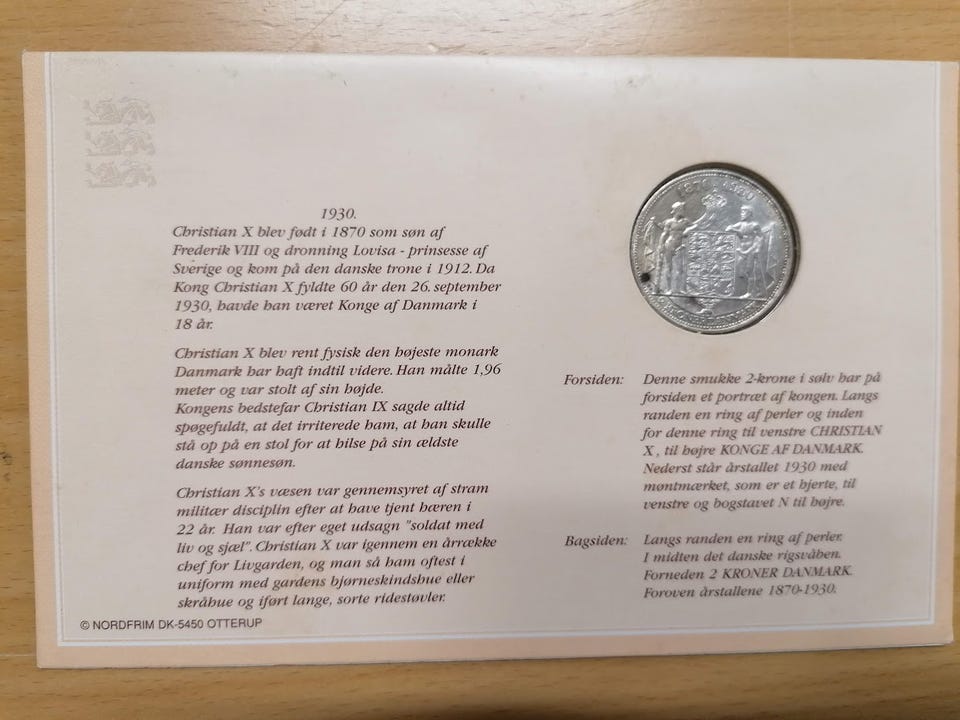 1930.
Christian X blev født i 1870 som søn af
Frederik VIII og dronning Lovisa - prinsesse af
Sverige og kom på den danske trone i 1912. Da
Kong Christian X fyldte 60 år den 26. september
1930, havde han været Konge af Danmark i
18 år.
Christian X blev rent fysisk den højeste monark
Danmark har haft indtil videre. Han målte 1,96
meter og var stolt af sin højde.
Kongens bedstefar Christian IX sagde altid
spøgefuldt, at det irriterede ham, at han skulle
stå op på en stol for at hilse på sin ældste
danske sønnesøn.
Christian X's væsen var gennemsyret af stram
militær disciplin efter at have tjent hæren i
22 år. Han var efter eget udsagn "soldat med
liv og sjæl". Christian X var igennem en årrække
chef for Livgarden, og man så ham oftest i
uniform med gardens bjørneskindshue eller
skråhue og iført lange, sorte ridestøvler.
© NORDFRIM DK-5450 OTTERUP
1870 1930
2 KRONER DANMARK
Forsiden: Denne smukke 2-krone i sølv har på
forsiden et portræt af kongen. Langs
randen en ring af perler og inden
for denne ring til venstre CHRISTIAN
X , til højre KONGE AF DANMARK.
Nederst står årstallet 1930 med
møntmærket, som er et hjerte, til
venstre og bogstavet N til højre.
Bagsiden: Langs randen en ring af perler.
I midten det danske rigsvåben.
Forneden 2 KRONER DANMARK.
Foroven årstallene 1870-1930.